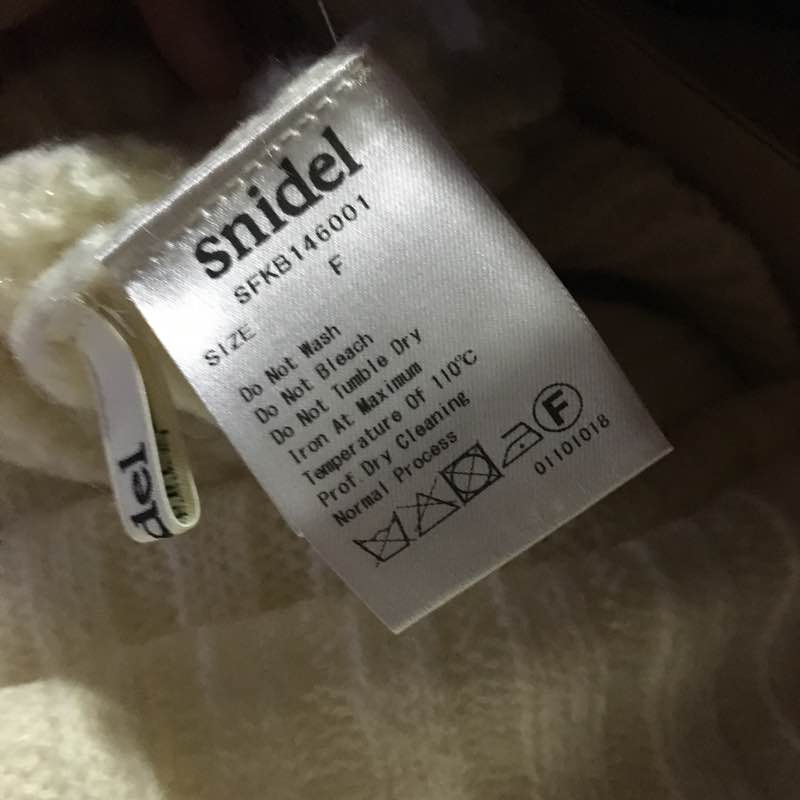 snidel
SFKB146001
SIZE F
Do Not Wash
Do Not Bleach
Do Not Tumble Dry
Iron At Maximum
Temperature Of 110℃
Prof.Dry Cleaning
Normal Process
F
01101018
del